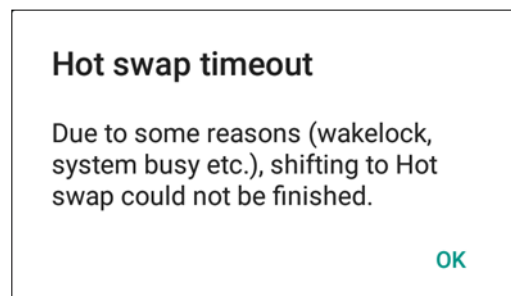 Hot swap timeout
Due to some reasons (wakelock,
system busy etc.), shifting to Hot
swap could not be finished.
OK